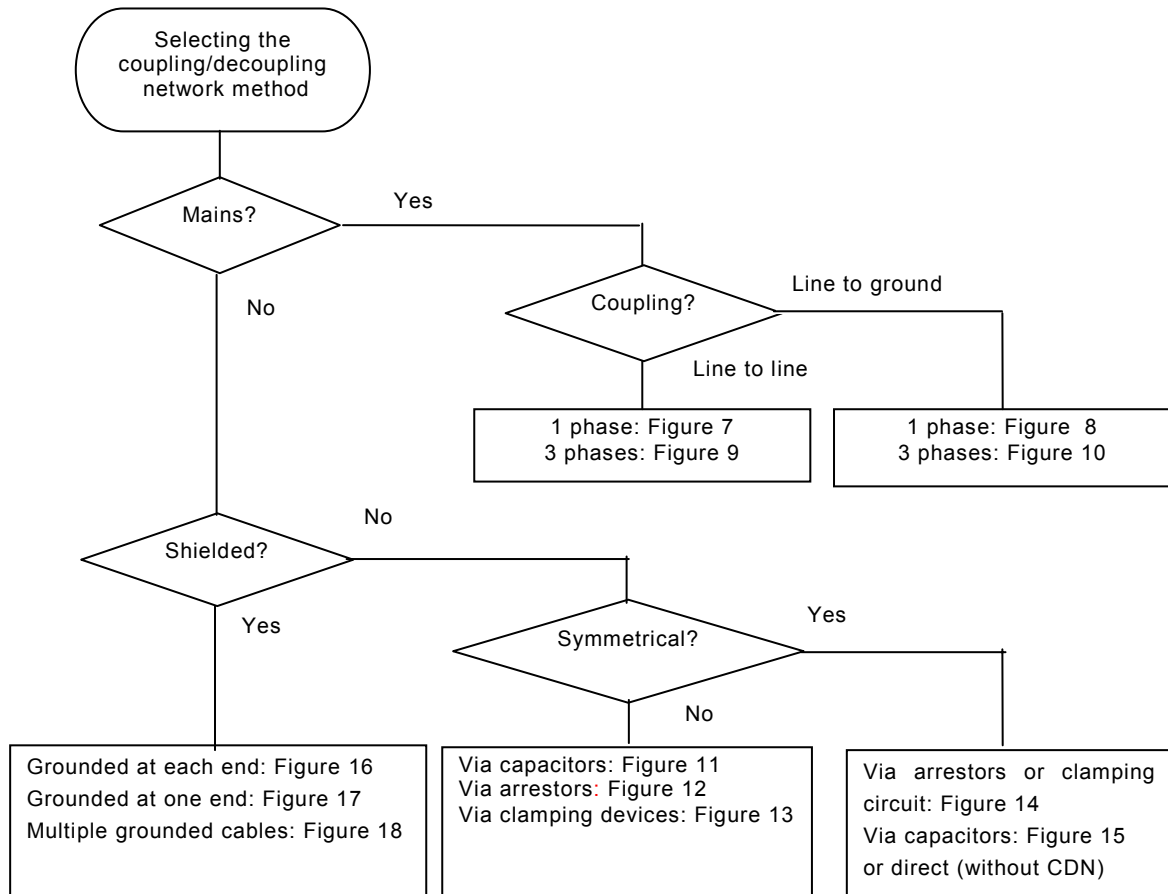 Selecting the
coupling/decoupling
network method
Mains?
Yes
No
Coupling?
Line to ground
Line to line
1 phase: Figure 7
3 phases: Figure 9
1 phase: Figure 8
3 phases: Figure 10
Shielded?
No
Yes
Symmetrical?
Yes
No
Grounded at each end: Figure 16
Grounded at one end: Figure 17
Multiple grounded cables: Figure 18
Via capacitors: Figure 11
Via arrestors: Figure 12
Via clamping devices: Figure 13
Via arrestors or clamping
circuit: Figure 14
Via capacitors: Figure 15
or direct (without CDN)